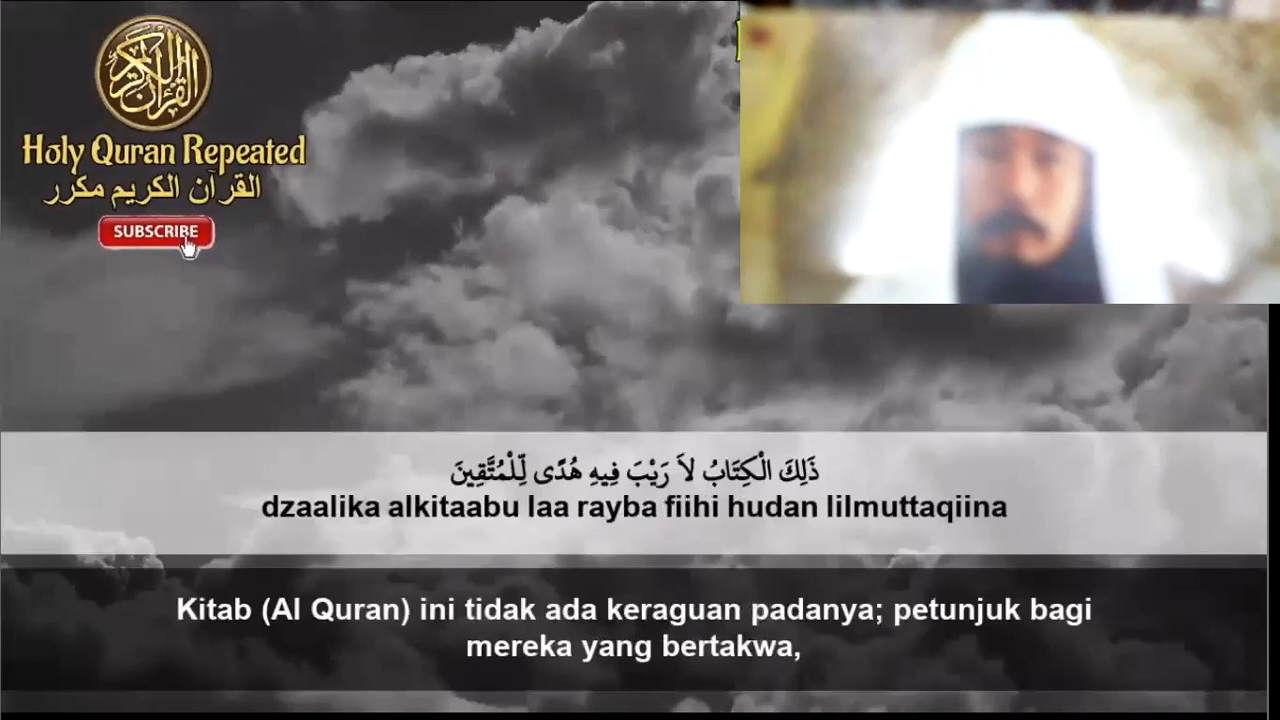 Holy Quran Repeated
القرآن الكريم مكرر
SUBSCRIBE
ذَلِكَ الْكِتَابُ لاَ رَيْبَ فِيهِ هُدًى لِّلْمُتَّقِينَ
dzaalika alkitaabu laa rayba fiihi hudan lilmuttaqiina
Kitab (Al Quran) ini tidak ada keraguan padanya; petunjuk bagi
mereka yang bertakwa,